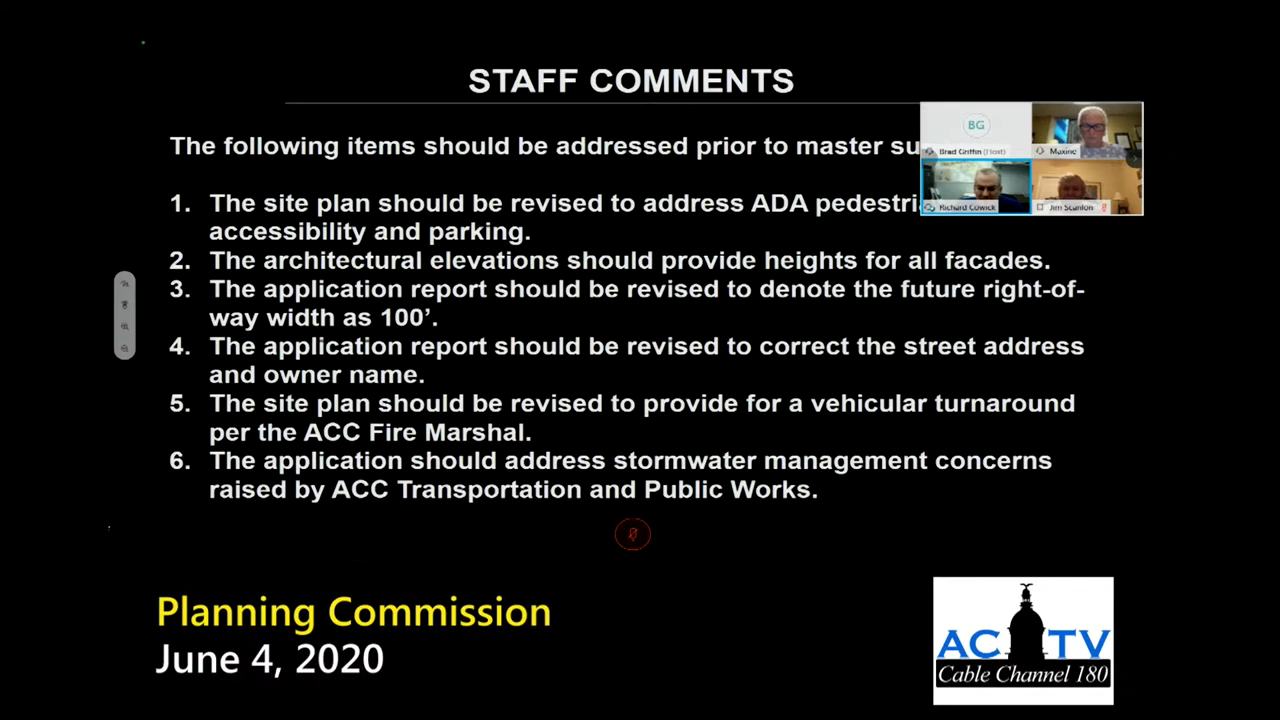 STAFF COMMENTS
The following items should be addressed prior to master
BG
Brad Griffin (Host)
Maxine
1. The site plan should be revised to address ADA
Richard Cowick
Jim Scanlon
accessibility and parking.
2. The architectural elevations should provide heights for all facades.
3. The application report should be revised to denote the future right-of-
way width as 100’.
4. The application report should be revised to correct the street address
and owner name.
5. The site plan should be revised to provide for a vehicular turnaround
per the ACC Fire Marshal.
6. The application should address stormwater management concerns
raised by ACC Transportation and Public Works.
Planning Commission
June 4, 2020
ACTV
Cable Channel 180